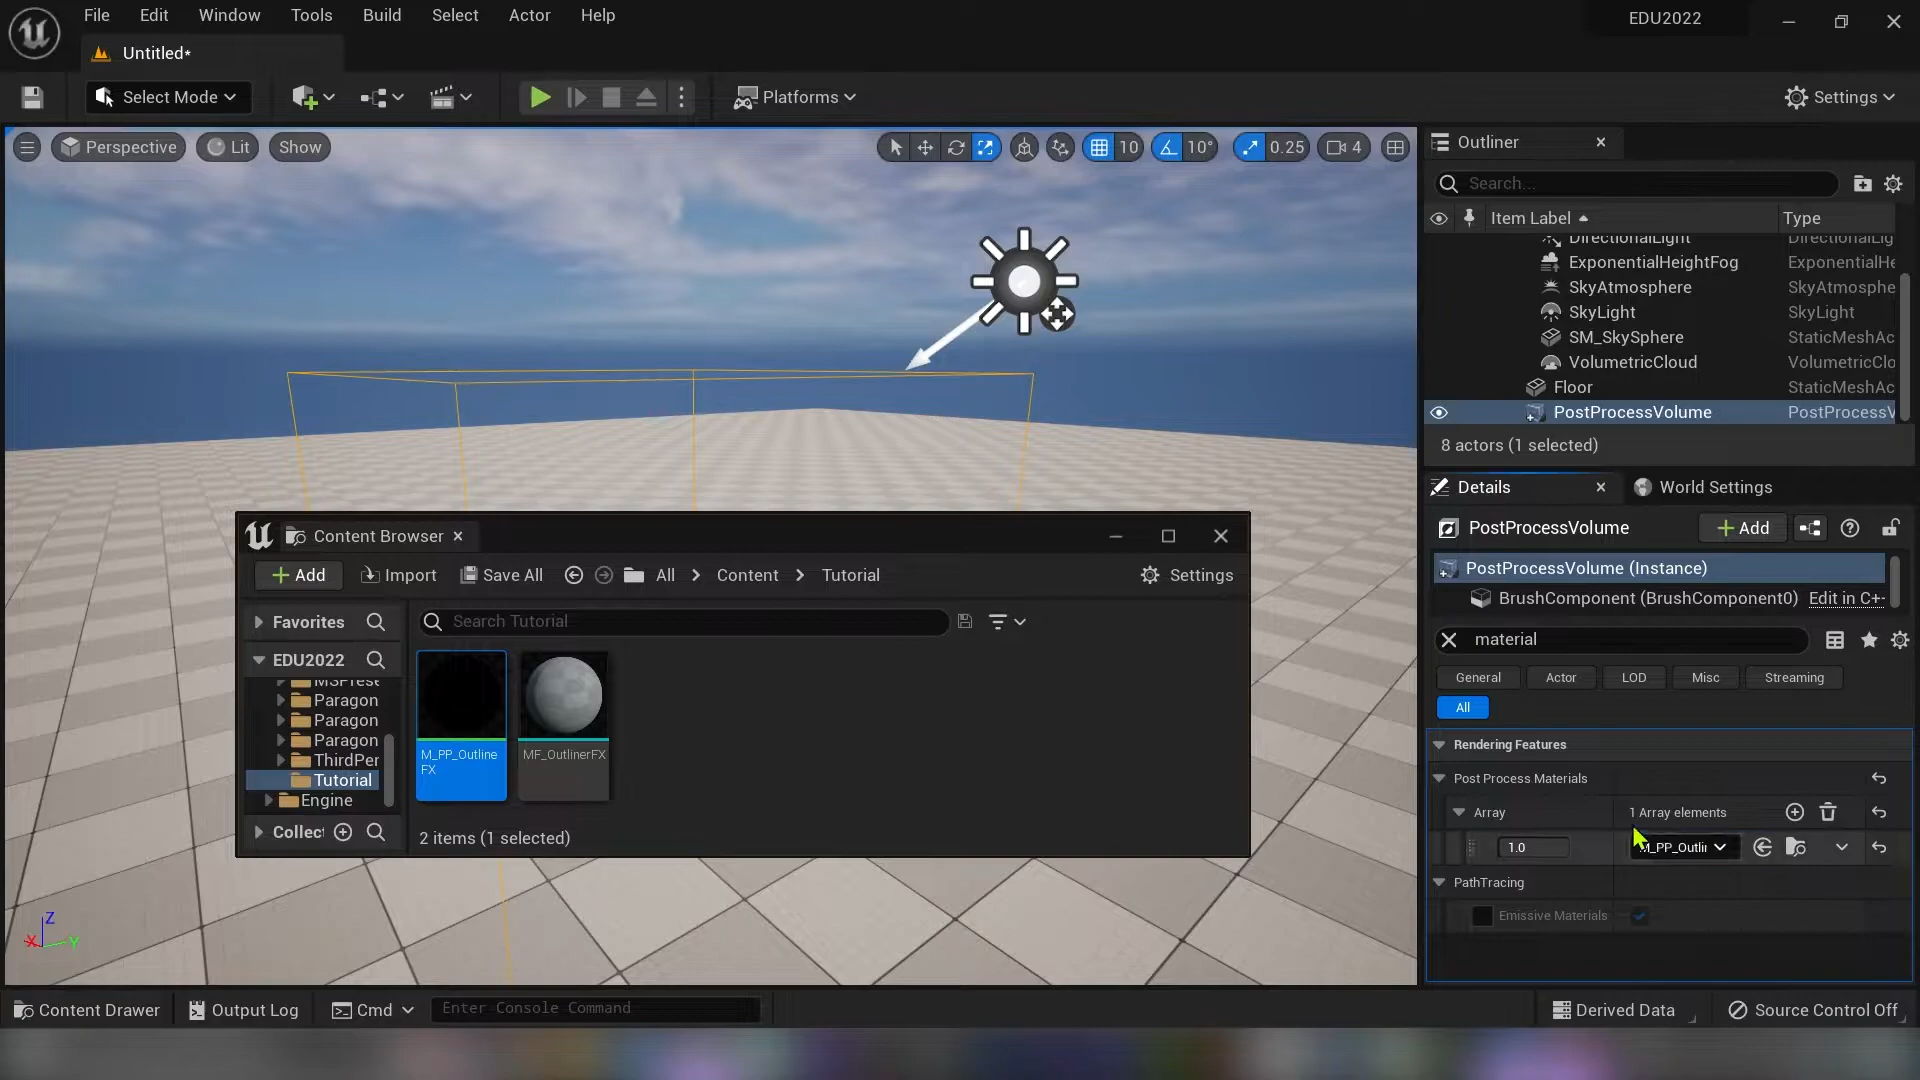 File Edit Window Tools Build Select Actor Help
EDU2022
Untitled*
Select Mode
Platforms
Settings
Perspective
Lit
Show
10
10°
0.25
4
Outliner
Search...
Item Label Type
DirectionalLight DirectionalLig
ExponentialHeightFog ExponentialHe
SkyAtmosphere SkyAtmosphe
SkyLight SkyLight
SM_SkySphere StaticMeshAc
VolumetricCloud VolumetricClo
Floor StaticMeshAc
PostProcessVolume PostProcessV
8 actors (1 selected)
Details
World Settings
PostProcessVolume
Add
PostProcessVolume (Instance)
BrushComponent (BrushComponent0) Edit in C+
material
General Actor LOD Misc Streaming
All
Rendering Features
Post Process Materials
Array 1 Array elements
1.0 M_PP_Outlin
PathTracing
Emissive Materials
Content Browser
Add Import Save All All Content Tutorial Settings
Favorites
Search Tutorial
EDU2022
MSPrese
Paragon
Paragon
Paragon
ThirdPer
Tutorial
Engine
Collect
M_PP_Outline
FX
MF_OutlinerFX
2 items (1 selected)
Z
X
Y
Content Drawer Output Log Cmd Enter Console Command
Derived Data Source Control Off